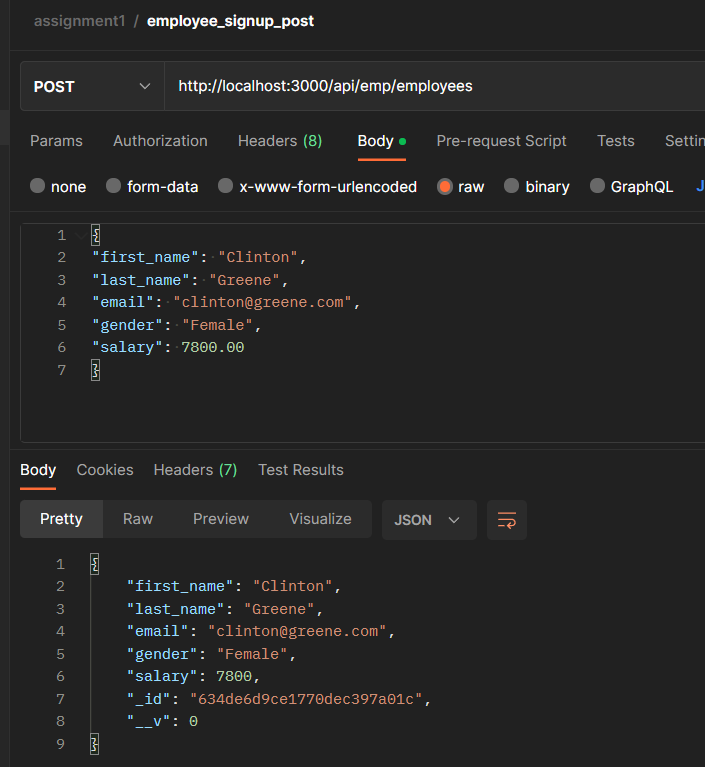 assignment1 / employee_signup_post
POST http://localhost:3000/api/emp/employees
Params Authorization Headers (8) Body Pre-request Script Tests Settin
none form-data x-www-form-urlencoded raw binary GraphQL J
1 {
2 "first_name": "Clinton",
3 "last_name": "Greene",
4 "email": "clinton@greene.com",
5 "gender": "Female",
6 "salary": 7800.00
7 }
Body Cookies Headers (7) Test Results
Pretty Raw Preview Visualize JSON
1 {
2 "first_name": "Clinton",
3 "last_name": "Greene",
4 "email": "clinton@greene.com",
5 "gender": "Female",
6 "salary": 7800,
7 "_id": "634de6d9ce1770dec397a01c",
8 "__v": 0
9 }